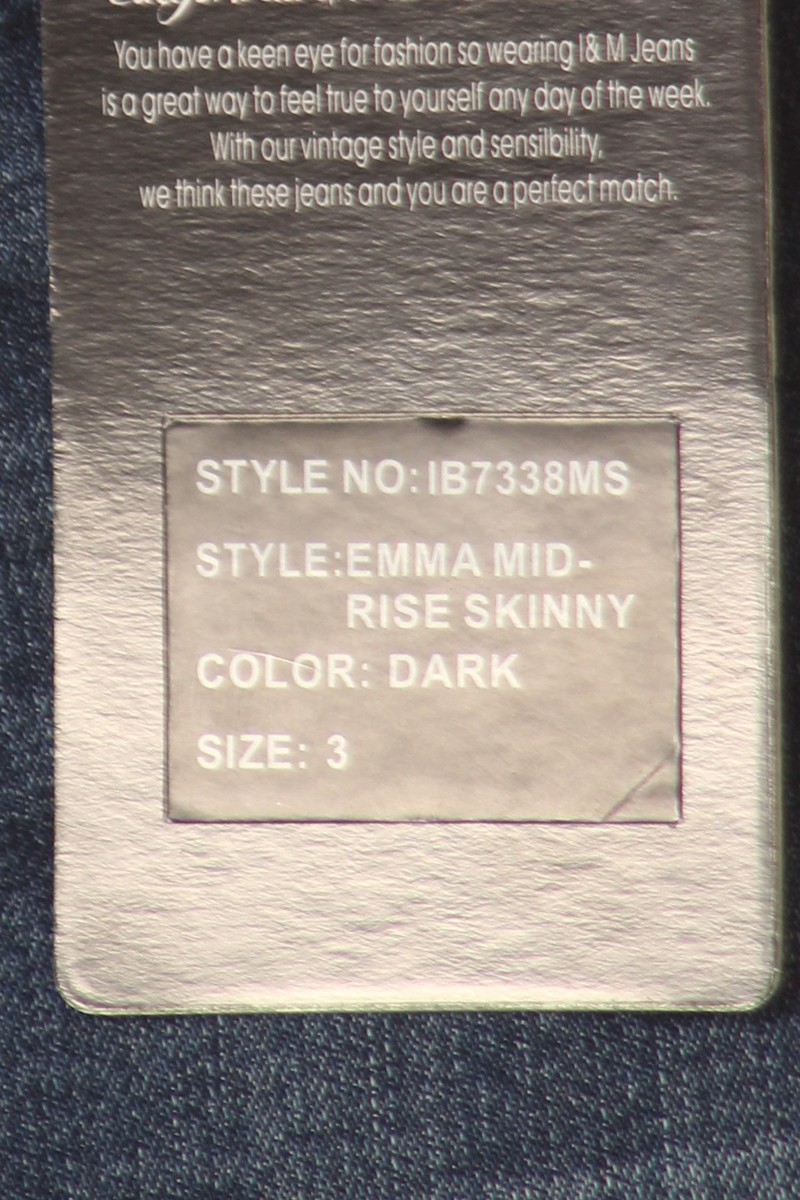 You have a keen eye for fashion so wearing I & M Jeans
is a great way to feel true to yourself any day of the week.
With our vintage style and sensilbility,
we think these jeans and you are a perfect match.
STYLE NO: IB7338MS
STYLE:EMMA MID-
RISE SKINNY
COLOR: DARK
SIZE: 3